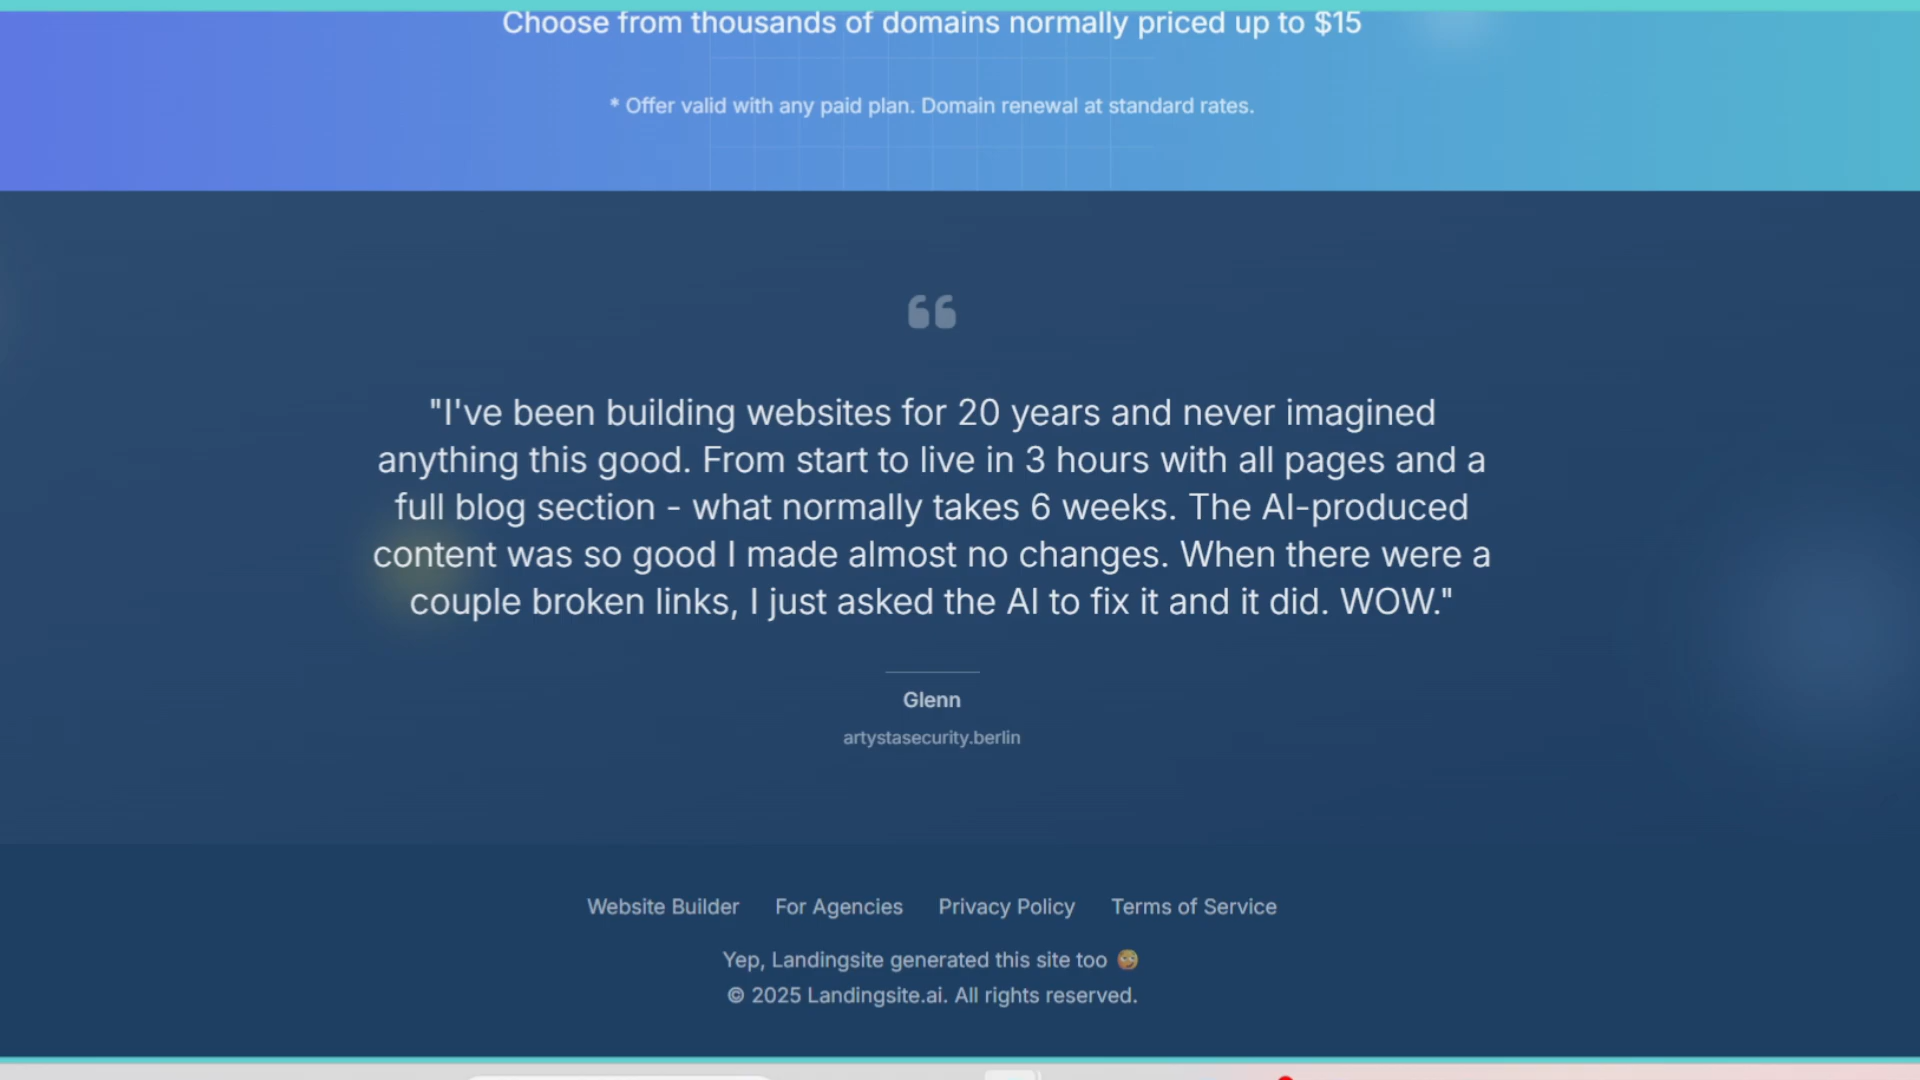 Choose from thousands of domains normally priced up to $15
* Offer valid with any paid plan. Domain renewal at standard rates.
"I've been building websites for 20 years and never imagined
anything this good. From start to live in 3 hours with all pages and a
full blog section - what normally takes 6 weeks. The AI-produced
content was so good I made almost no changes. When there were a
couple broken links, I just asked the AI to fix it and it did. WOW."
Glenn
artystasecurity.berlin
Website Builder For Agencies Privacy Policy Terms of Service
Yep, Landingsite generated this site too 🤯
© 2025 Landingsite.ai. All rights reserved.